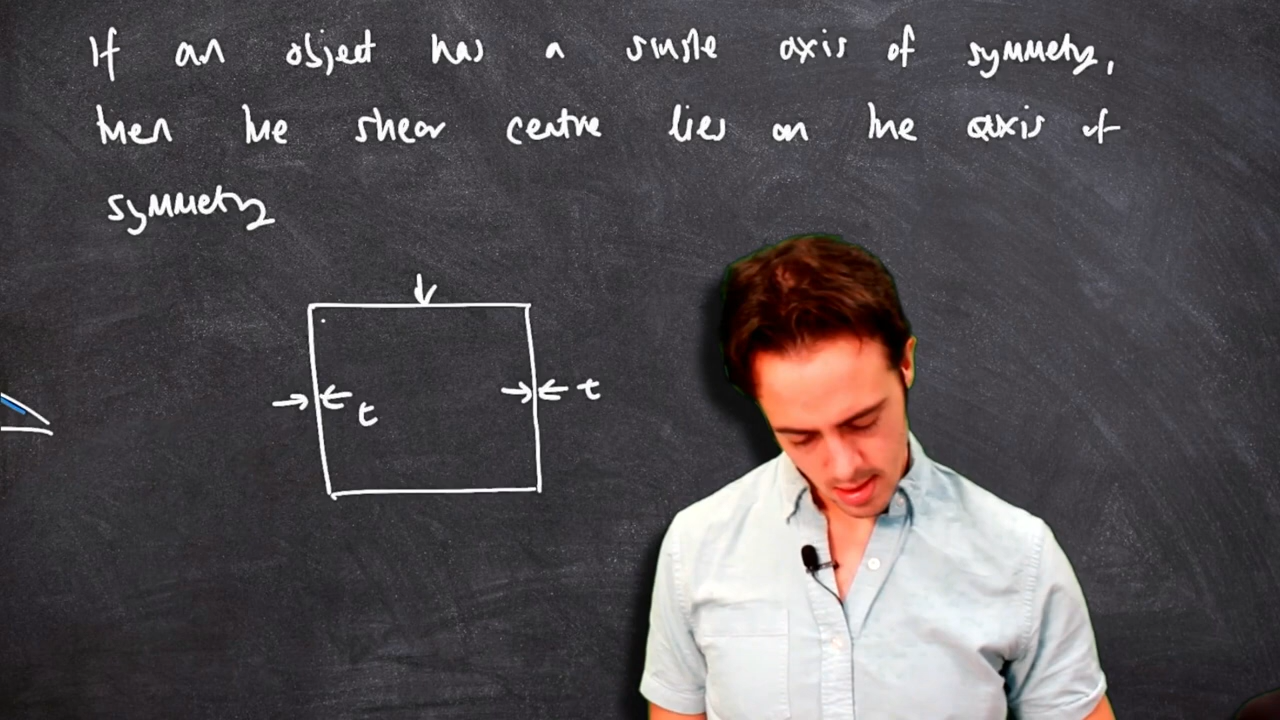 If an object has a single axis of symmetry,
then the shear centre lies on the axis of
symmetry
t
t